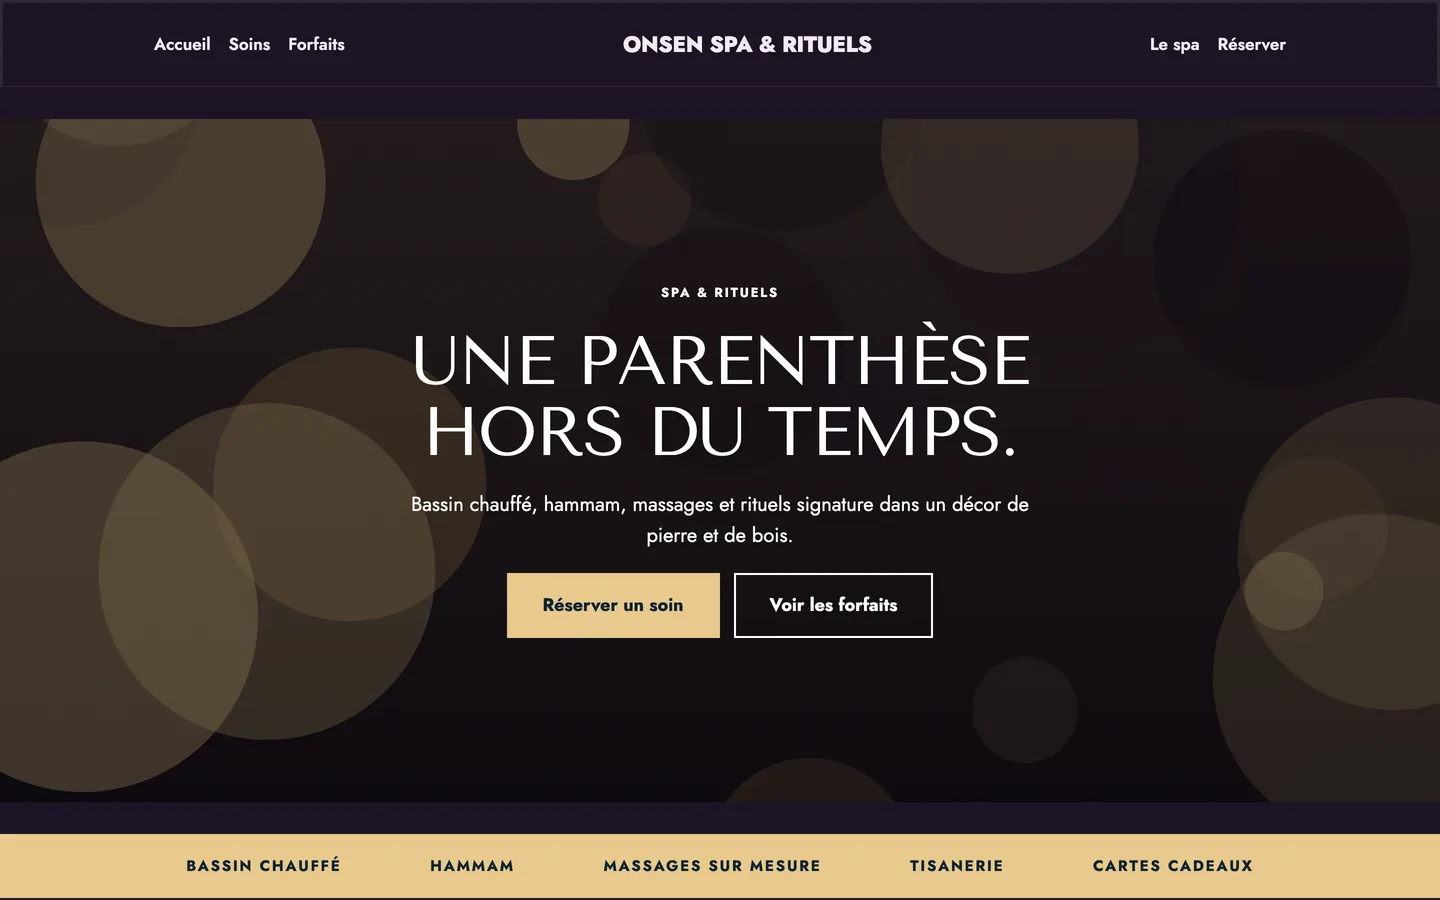 Accueil Soins Forfaits
ONSEN SPA & RITUELS
Le spa Réserver
SPA & RITUELS
UNE PARENTHÈSE
HORS DU TEMPS.
Bassin chauffé, hammam, massages et rituels signature dans un décor de
pierre et de bois.
Réserver un soin
Voir les forfaits
BASSIN CHAUFFÉ HAMMAM MASSAGES SUR MESURE TISANERIE CARTES CADEAUX